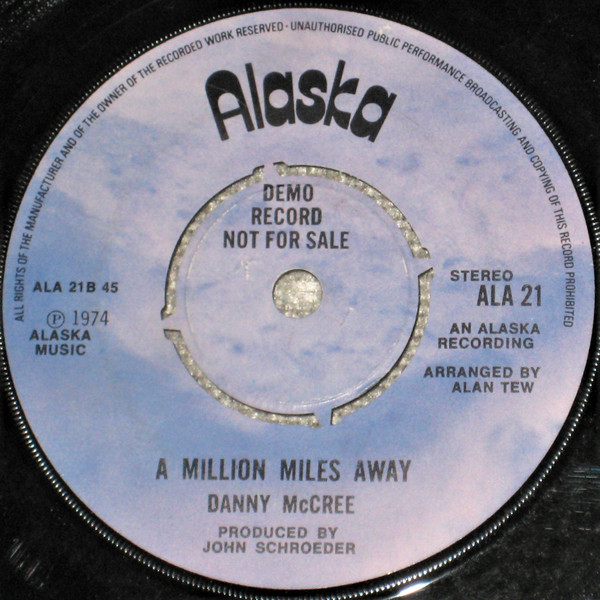 ALL RIGHTS OF THE MANUFACTURER AND OF THE OWNER OF THE RECORDED WORK RESERVED - UNAUTHORISED PUBLIC PERFORMANCE BROADCASTING AND COPYING OF THIS RECORD PROHIBITED
Alaska
DEMO
RECORD
NOT FOR SALE
ALA 21B 45
Ⓟ 1974
ALASKA
MUSIC
STEREO
ALA 21
AN ALASKA
RECORDING
ARRANGED BY
ALAN TEW
A MILLION MILES AWAY
DANNY McCREE
PRODUCED BY
JOHN SCHROEDER